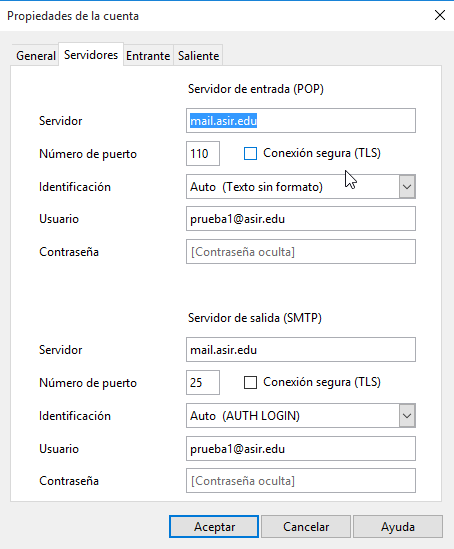 Propiedades de la cuenta
General Servidores Entrante Saliente
Servidor de entrada (POP)
Servidor mail.asir.edu
Número de puerto 110 Conexión segura (TLS)
Identificación Auto (Texto sin formato)
Usuario prueba1@asir.edu
Contraseña [Contraseña oculta]
Servidor de salida (SMTP)
Servidor mail.asir.edu
Número de puerto 25 Conexión segura (TLS)
Identificación Auto (AUTH LOGIN)
Usuario prueba1@asir.edu
Contraseña [Contraseña oculta]
Aceptar Cancelar Ayuda